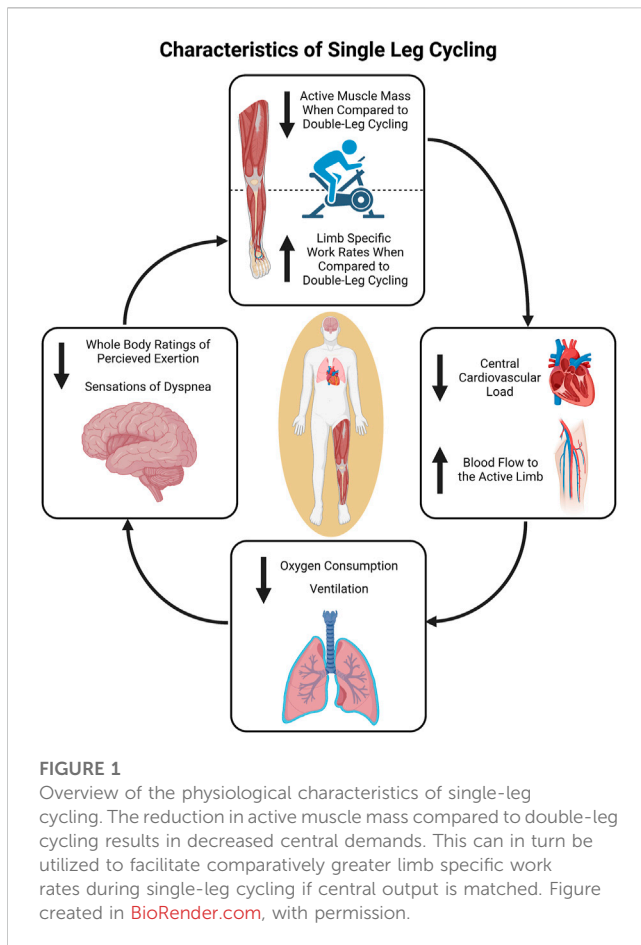 Characteristics of Single Leg Cycling
Active Muscle Mass
When Compared to
Double-Leg Cycling
Limb Specific
Work Rates When
Compared to
Double-Leg Cycling
Central
Cardiovascular
Load
Blood Flow to
the Active Limb
Oxygen Consumption
Ventilation
Whole Body Ratings of
Percieved Exertion
Sensations of Dyspnea
FIGURE 1
Overview of the physiological characteristics of single-leg
cycling. The reduction in active muscle mass compared to double-leg
cycling results in decreased central demands. This can in turn be
utilized to facilitate comparatively greater limb specific work
rates during single-leg cycling if central output is matched. Figure
created in BioRender.com, with permission.